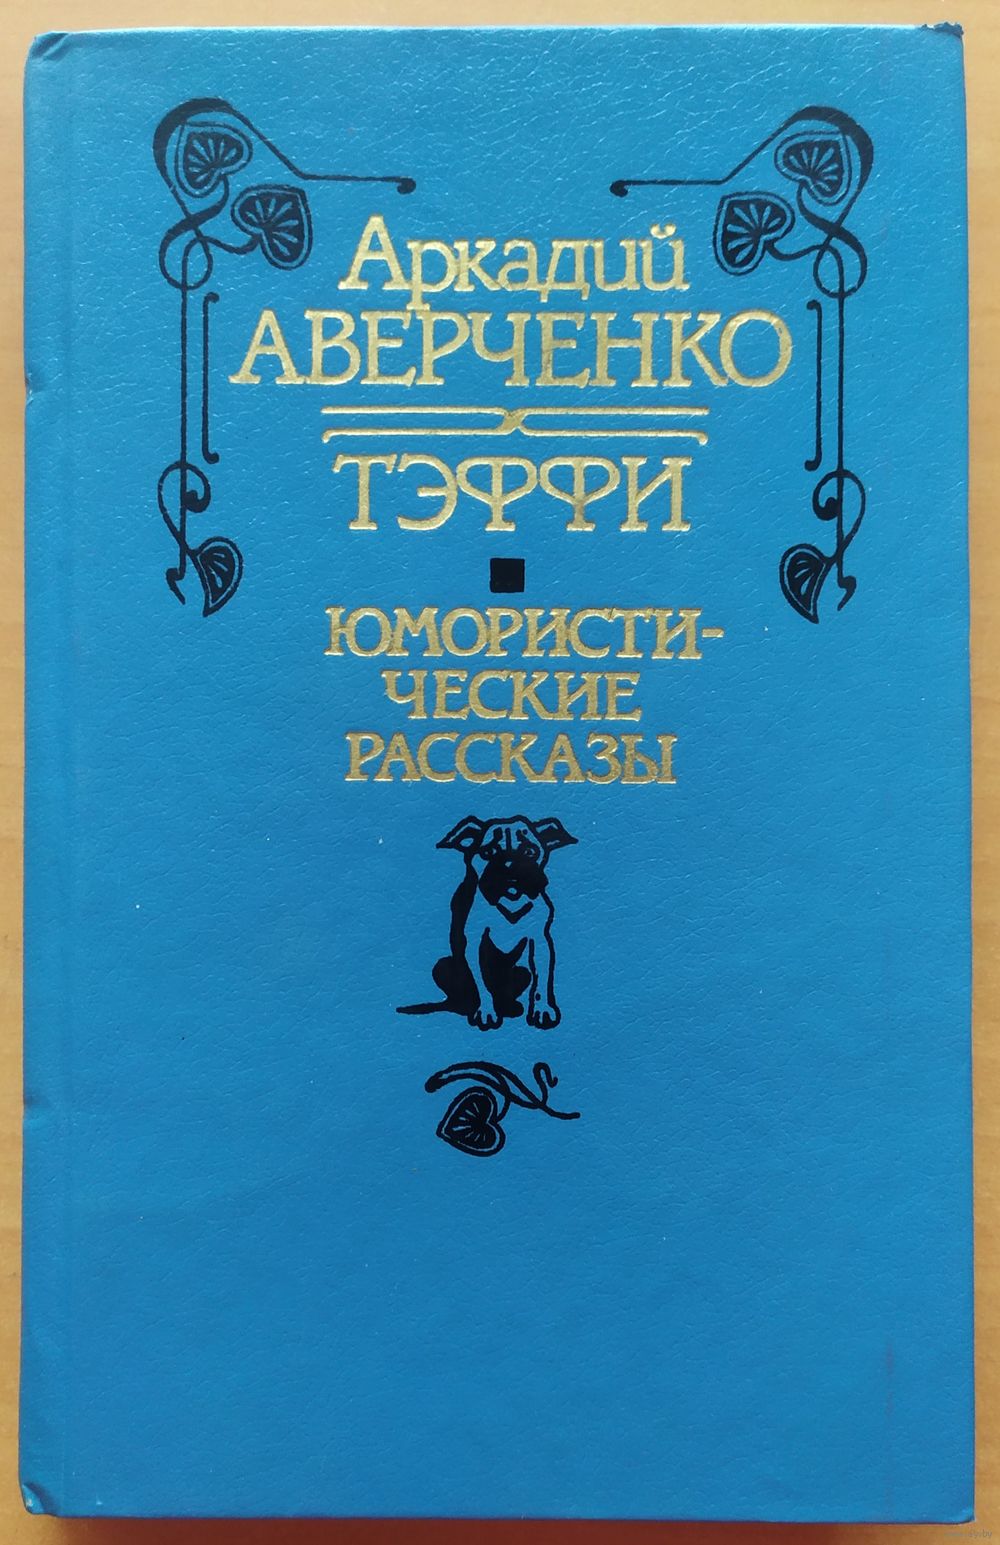 Аркадий
АВЕРЧЕНКО
ТЭФФИ
ЮМОРИСТИ-
ЧЕСКИЕ
РАССКАЗЫ